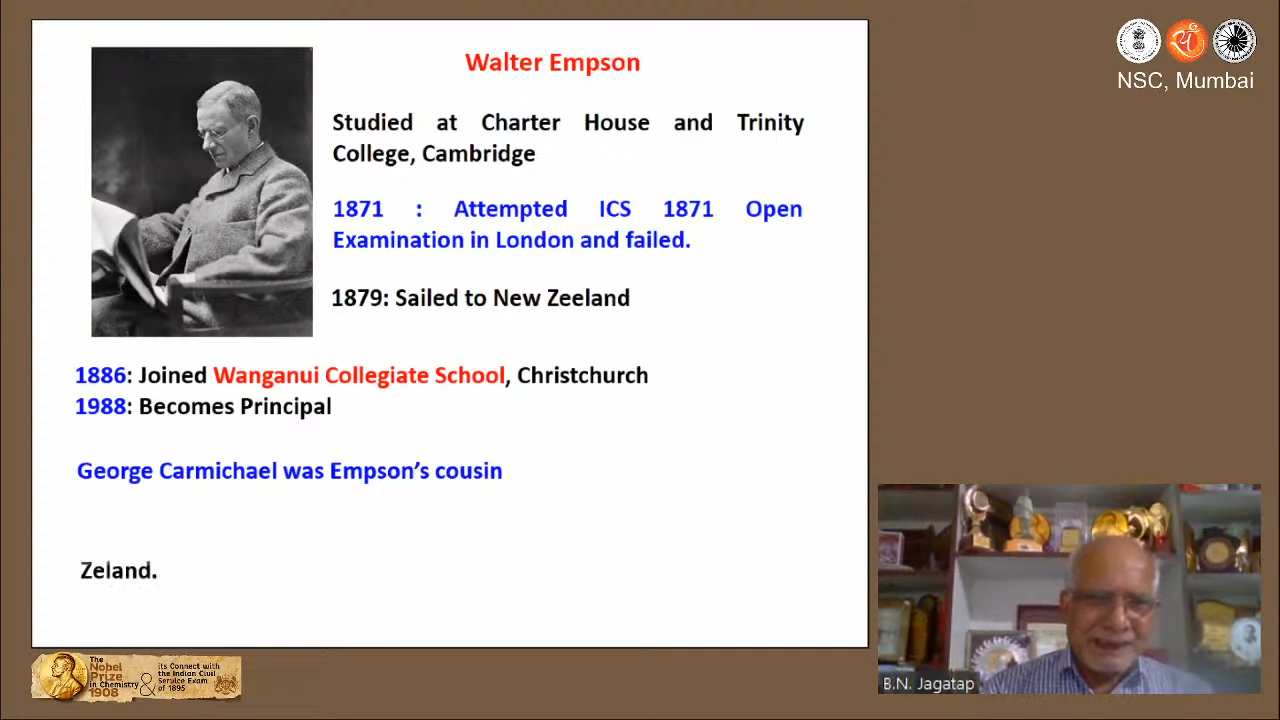 Walter Empson
Studied at Charter House and Trinity
College, Cambridge
1871 : Attempted ICS 1871 Open
Examination in London and failed.
1879: Sailed to New Zeeland
1886: Joined Wanganui Collegiate School, Christchurch
1988: Becomes Principal
George Carmichael was Empson's cousin
Zeland.
NSC, Mumbai
B.N. Jagatap
The
Nobel
Prize
in Chemistry
1908
&
its Connect with
the Indian Civil
Service Exam
of 1895